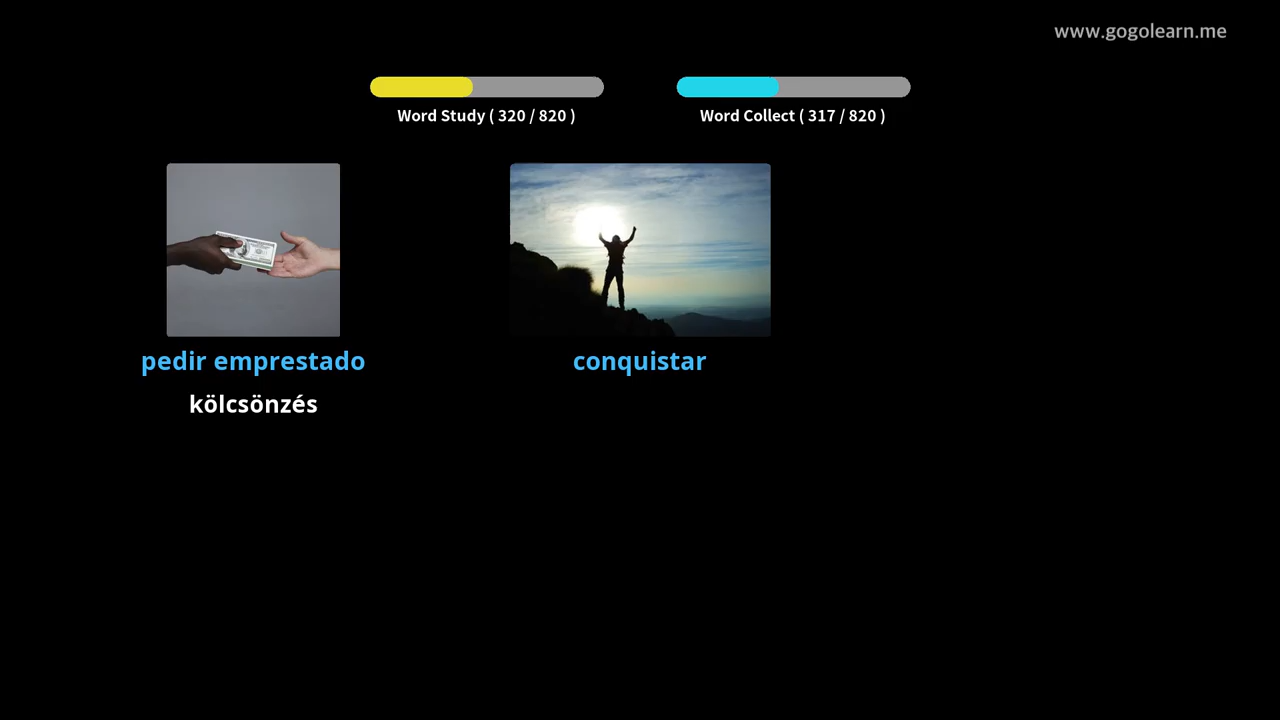 www.gogolearn.me
Word Study ( 320 / 820 )
Word Collect ( 317 / 820 )
pedir emprestado
kölcsönzés
conquistar